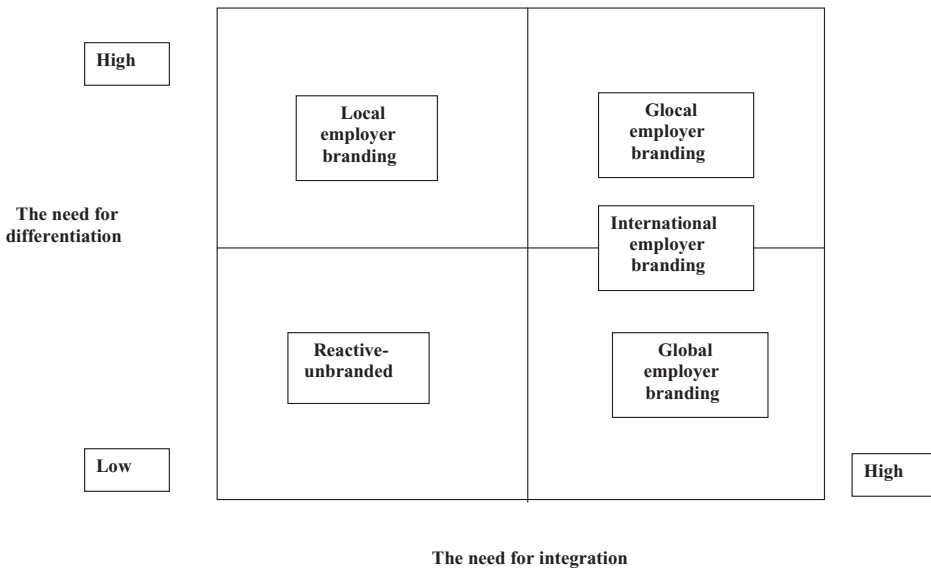 High
Local
employer
branding
Glocal
employer
branding
The need for
differentiation
International
employer
branding
Reactive-
unbranded
Global
employer
branding
Low
High
The need for integration